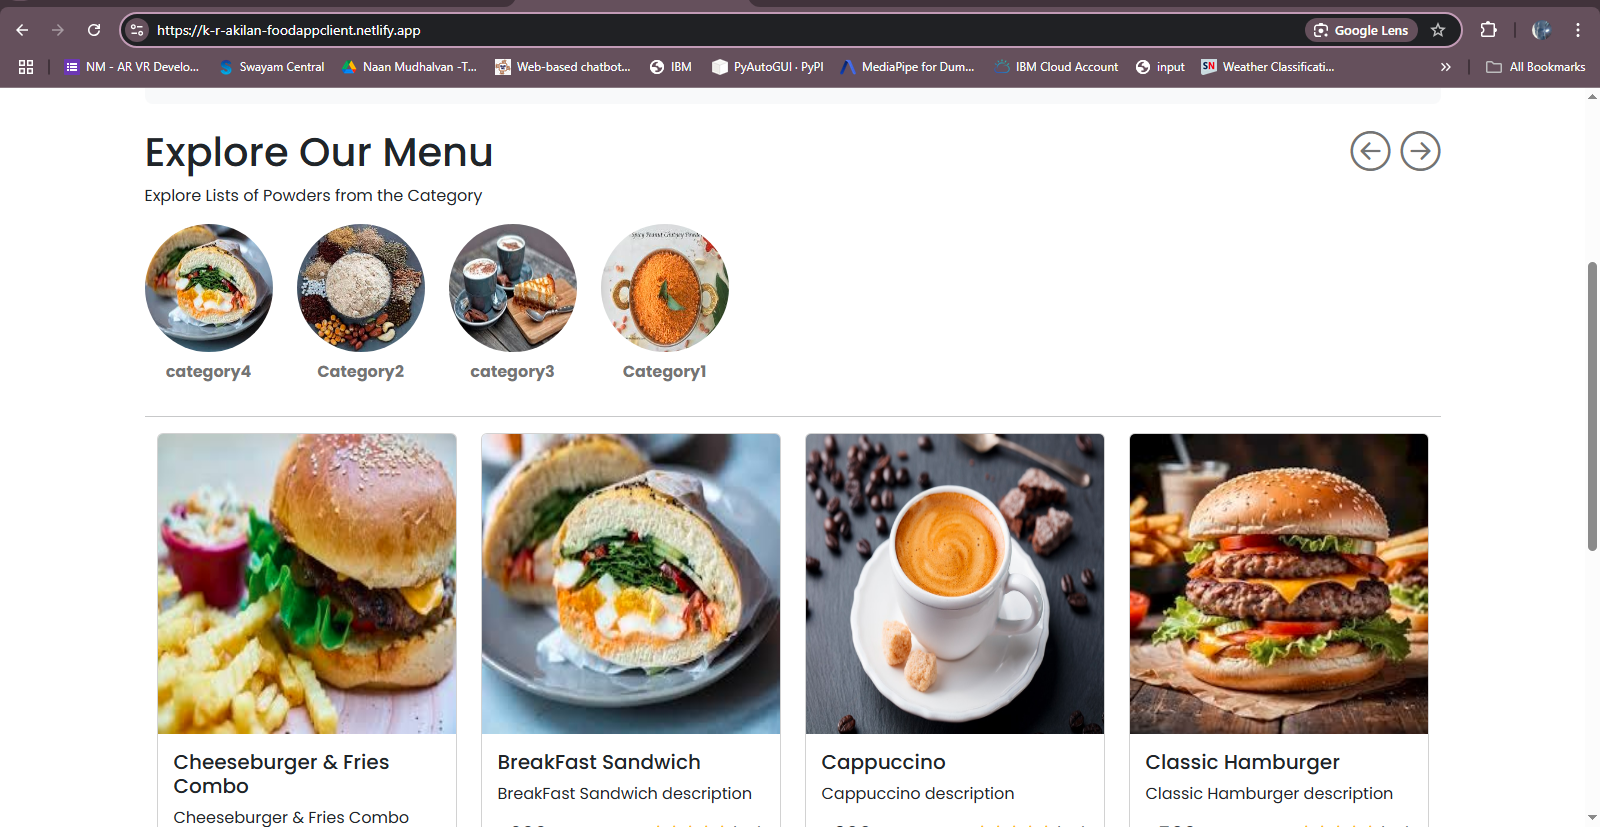 https://k-r-akilan-foodappclient.netlify.app
Google Lens
NM - AR VR Develo...
Swayam Central
Naan Mudhalvan -T...
Web-based chatbot...
IBM
PyAutoGUI · PyPI
MediaPipe for Dum...
IBM Cloud Account
input
SN
Weather Classificati...
All Bookmarks
Explore Our Menu
Explore Lists of Powders from the Category
category4
Category2
category3
Category1
Cheeseburger & Fries
Combo
Cheeseburger & Fries Combo
BreakFast Sandwich
BreakFast Sandwich description
Cappuccino
Cappuccino description
Classic Hamburger
Classic Hamburger description